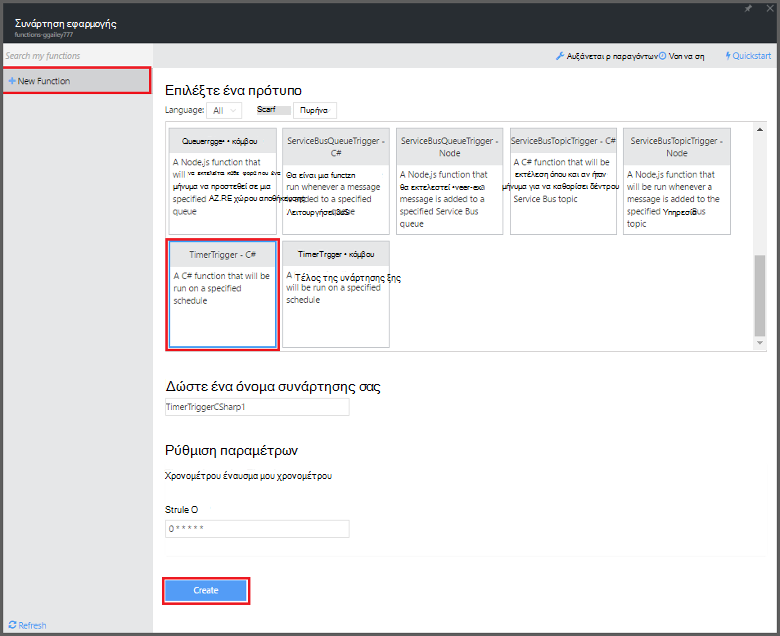 Συνάρτηση εφαρμογής
functions-ggailey777
Search my functions
Αυξάνεται ρ παραγόντων Von να ση Quickstart
New Function
Επιλέξτε ένα πρότυπο
Language: All Scarf Πυρήνα
Queuerrgge• • κόμβου
A Node.js function that
will να εκτελείται κάθε φορά που ένα
μήνυμα να προστεθεί σε μια
specified AZ.RE χώρου αποθήκευσης
queue
ServiceBusQueueTrigger -
C#
Θα είναι μια functzn
run whenever a message
added to a specified
Λειτουργήσει
ServiceBusQueueTrigger -
Node
A Node.js function that
θα εκτελεστεί •veer-exä
message is added to a
specified Service Bus
queue
ServiceBusTopicTrigger - C#
A C# function that will be
εκτέλεση όπου και αν ήταν
μήνυμα για να καθορίσει δέντρου
Service Bus topic
ServiceBusTopicTrigger -
Node
A Node.js function that
will be run whenever a
message is added to the
specified Υπηρεσία Bus
topic
TimerTrigger - C#
A C# function that will be
run on a specified
schedule
TimerTrgger • κόμβου
A Τέλος της υνάρτησης ξης
will be run on a specified
schedule
Δώστε ένα όνομα συνάρτησης σας
TimerTriggerCSharp1
Ρύθμιση παραμέτρων
Χρονομέτρου έναυσμα μου χρονομέτρου
Strule O
0 * * * * *
Create
Refresh